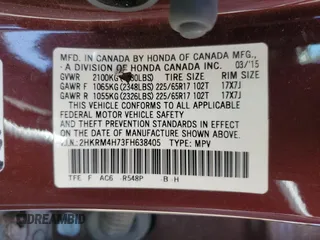 MFD. IN CANADA BY HONDA OF CANADA MFG.,
- A DIVISION OF HONDA CANADA INC. 03/15
GVWR 2100KG LBS) TIRE SIZE RIM SIZE
GAWR F 1065KG (2348LBS) 225/65R17 102T 17X7J
GAWR R 1055KG (2326LBS) 225/65R17 102T 17X7J
THIS VEHICLE CONFORMS TO ALL APPLICABLE
FEDERAL MOTOR VEHICLE SAFETY
STANDARDS IN EFFECT ON THE DATE OF
MANUFACTURE SHOWN ABOVE.
V.I.N.: 2HKRM4H73FH638405 TYPE: MPV
TFE F AC6 R548P B H
DREAMBID